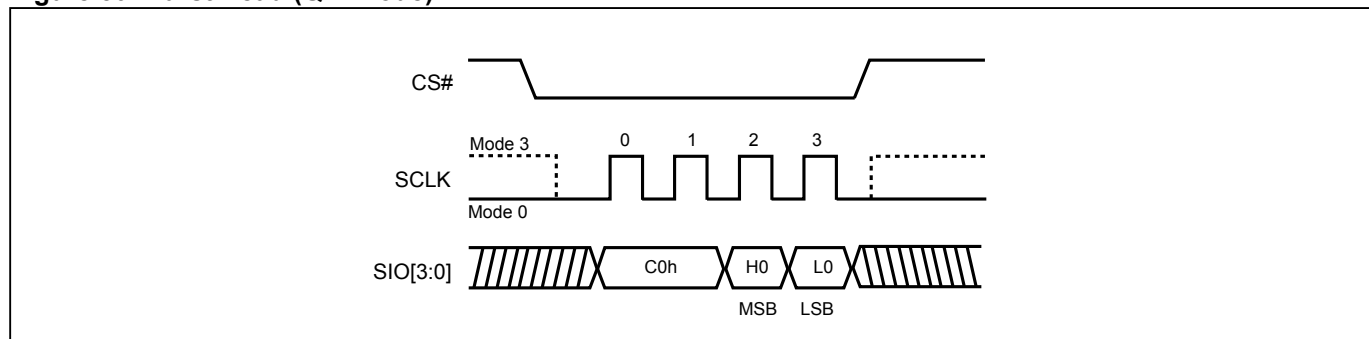 CS#
Mode 3
0 1 2 3
SCLK
Mode 0
SIO[3:0]
C0h H0 L0
MSB LSB